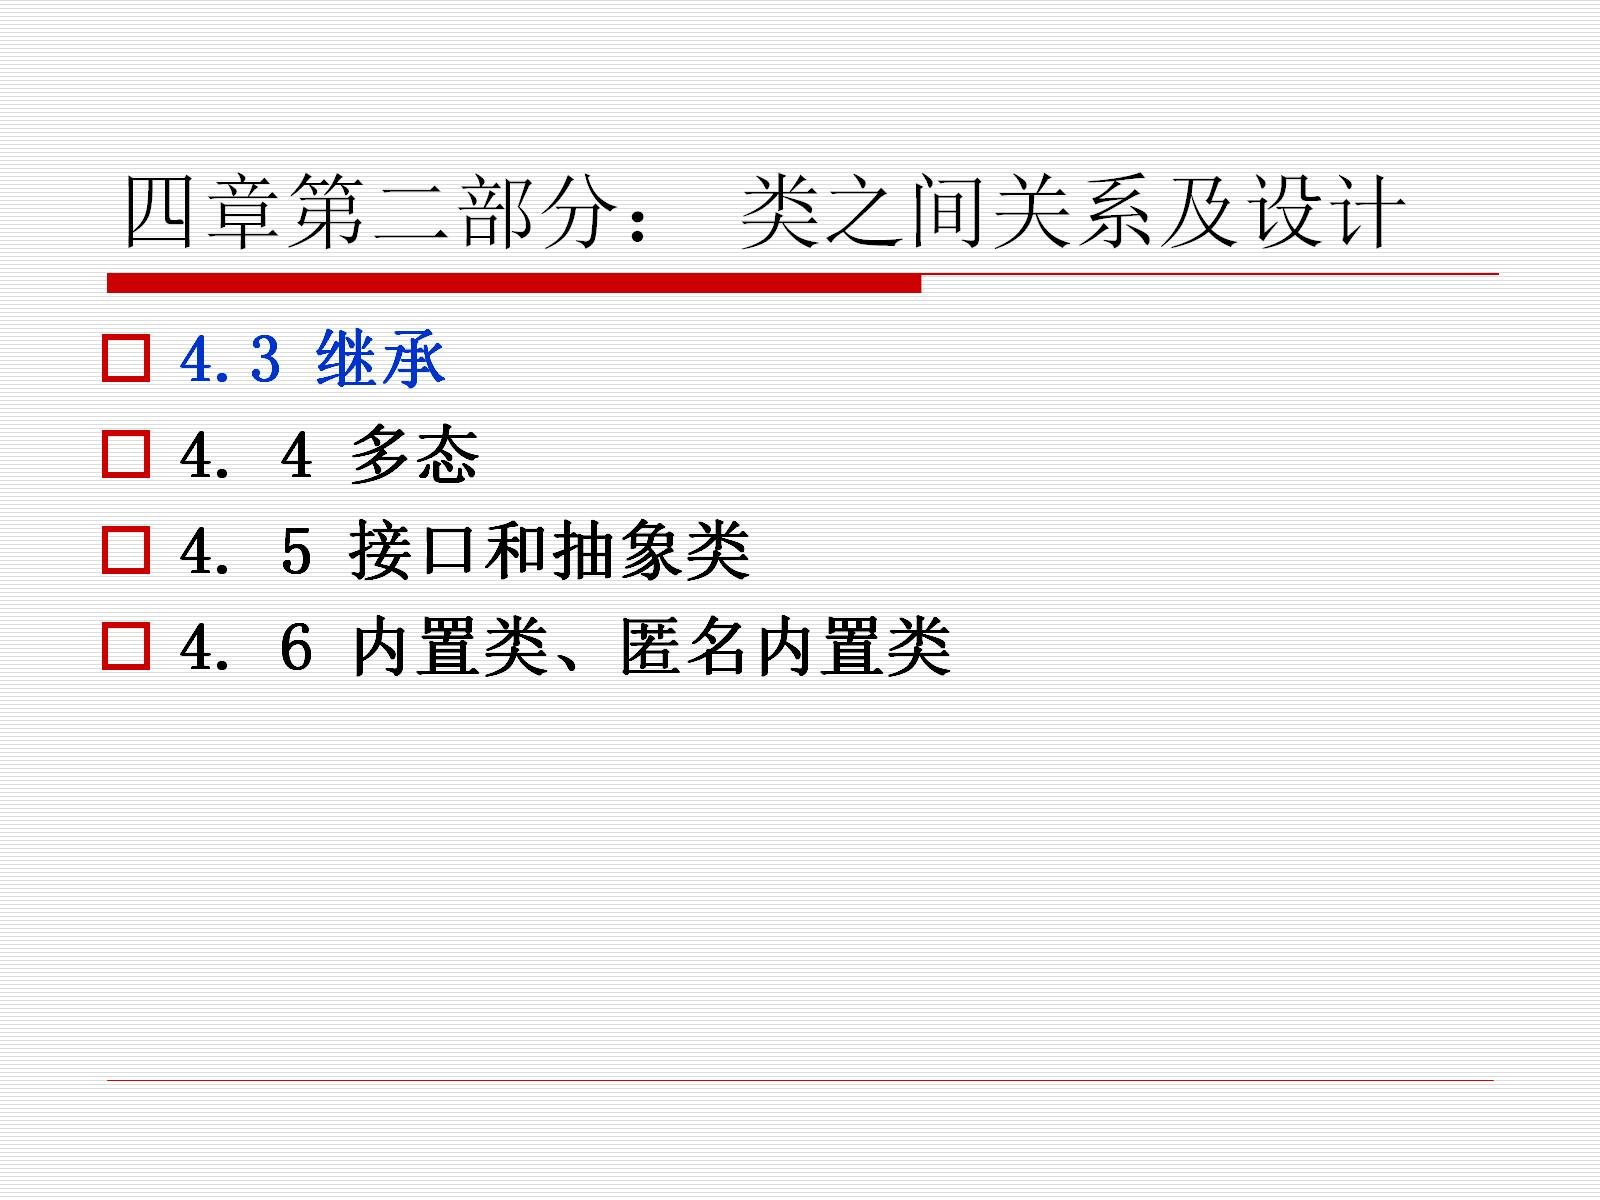 四章第二部分： 类之间关系及设计
4.3 继承
4. 4 多态
4. 5 接口和抽象类
4. 6 内置类、匿名内置类